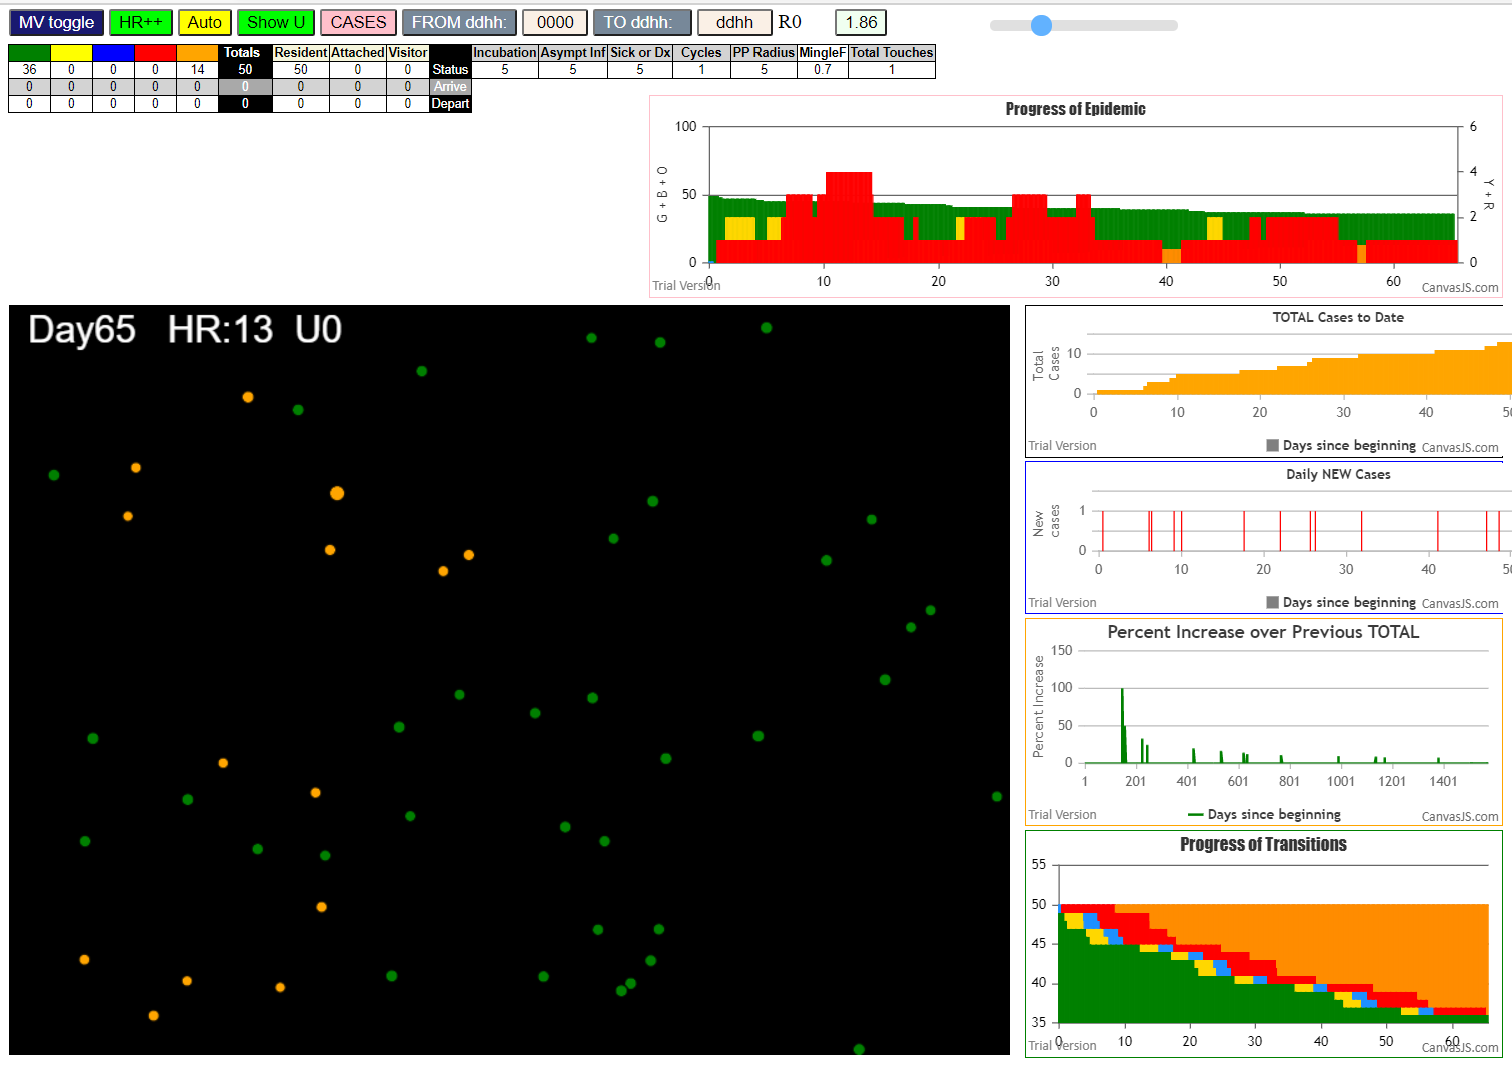 MV toggle HR++ Auto Show U CASES FROM ddhh: 0000 TO ddhh: ddhh R0 1.86
Totals Resident Attached Visitor Incubation Asympt Inf Sick or Dx Cycles PP Radius MingleF Total Touches
36 0 0 0 14 50 50 0 0 Status 5 5 5 1 5 0.7 1
0 0 0 0 0 0 0 0 0 Arrive
0 0 0 0 0 0 0 0 0 Depart
Progress of Epidemic
100 6
4
50
2
0 0
G + B + O
Y + R
0 10 20 30 40 50 60
Trial Version CanvasJS.com
Day65 HR:13 U0
TOTAL Cases to Date
Total Cases
10
0
0 10 20 30 40
Days since beginning
Trial Version CanvasJS.com
Daily NEW Cases
New cases
1
0
0 10 20 30 40
Days since beginning
Trial Version CanvasJS.com
Percent Increase over Previous TOTAL
Percent Increase
150
100
50
0
1 201 401 601 801 1001 1201 1401
Days since beginning
Trial Version CanvasJS.com
Progress of Transitions
55
50
45
40
35
0 10 20 30 40 50 60
Trial Version CanvasJS.com